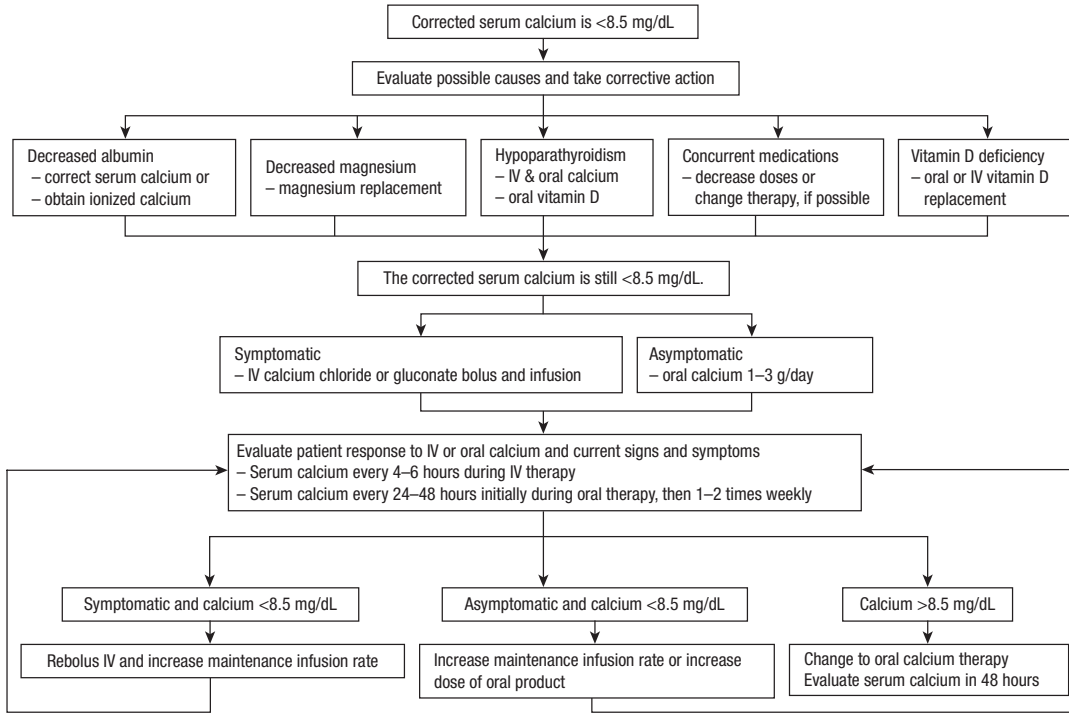 Corrected serum calcium is <8.5 mg/dL
Evaluate possible causes and take corrective action
Decreased albumin
– correct serum calcium or
– obtain ionized calcium
Decreased magnesium
– magnesium replacement
Hypoparathyroidism
– IV & oral calcium
– oral vitamin D
Concurrent medications
– decrease doses or
change therapy, if possible
Vitamin D deficiency
– oral or IV vitamin D
replacement
The corrected serum calcium is still <8.5 mg/dL.
Symptomatic
– IV calcium chloride or gluconate bolus and infusion
Asymptomatic
– oral calcium 1–3 g/day
Evaluate patient response to IV or oral calcium and current signs and symptoms
– Serum calcium every 4–6 hours during IV therapy
– Serum calcium every 24–48 hours initially during oral therapy, then 1–2 times weekly
Symptomatic and calcium <8.5 mg/dL
Asymptomatic and calcium <8.5 mg/dL
Calcium >8.5 mg/dL
Rebolus IV and increase maintenance infusion rate
Increase maintenance infusion rate or increase
dose of oral product
Change to oral calcium therapy
Evaluate serum calcium in 48 hours